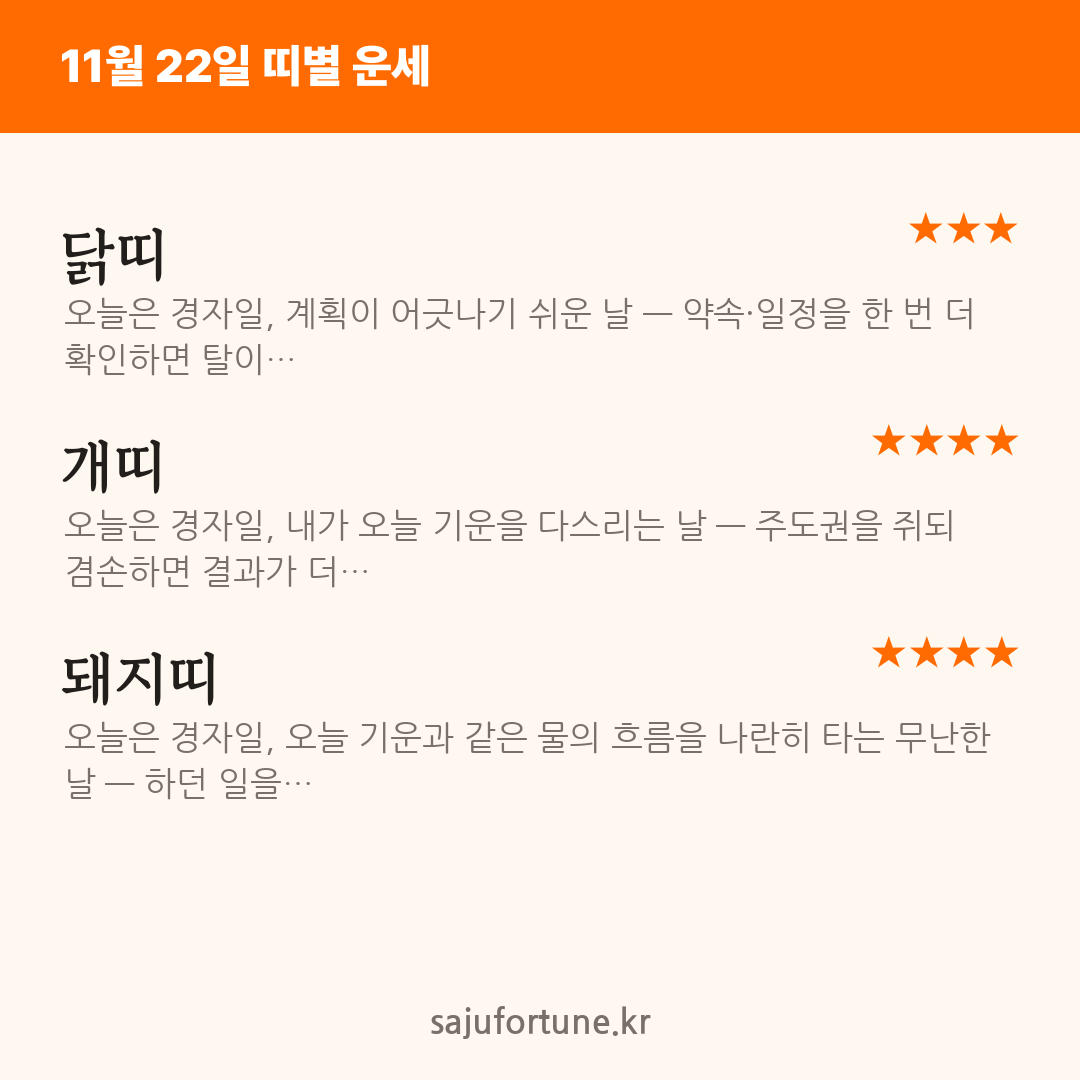 11월 22일 띠별 운세
닭띠
★★★
오늘은 경자일, 계획이 어긋나기 쉬운 날 — 약속·일정을 한 번 더
확인하면 탈이…
개띠
★★★★
오늘은 경자일, 내가 오늘 기운을 다스리는 날 — 주도권을 쥐되
겸손하면 결과가 더…
돼지띠
★★★★
오늘은 경자일, 오늘 기운과 같은 물의 흐름을 나란히 타는 무난한
날 — 하던 일을…
sajufortune.kr